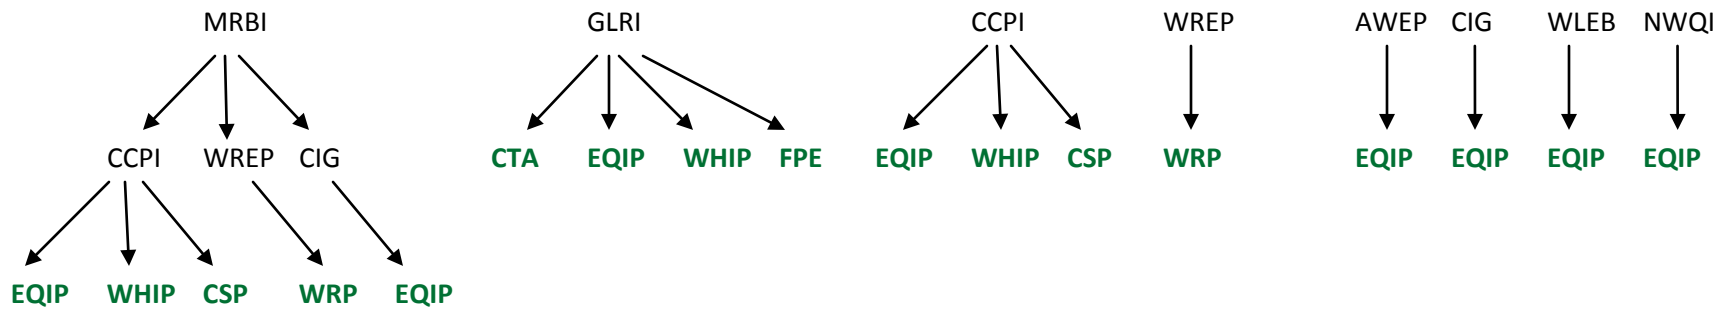 MRBI GLRI CCPI WREP AWEP CIG WLEB NWQI
CCPI WREP CIG CTA EQIP WHIP FPE EQIP WHIP CSP WRP EQIP EQIP EQIP EQIP
EQIP WHIP CSP WRP EQIP